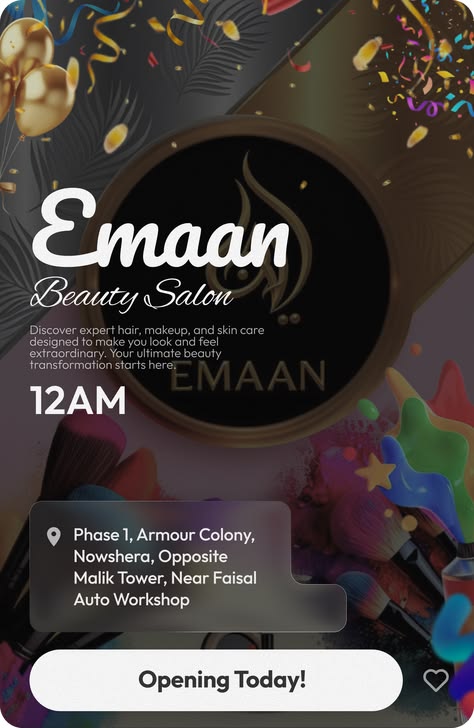 Emaan
Beauty Salon
Discover expert hair, makeup, and skin care
designed to make you look and feel
extraordinary. Your ultimate beauty
transformation starts here.
EMAAN
12AM
Phase 1, Armour Colony,
Nowshera, Opposite
Malik Tower, Near Faisal
Auto Workshop
Opening Today!